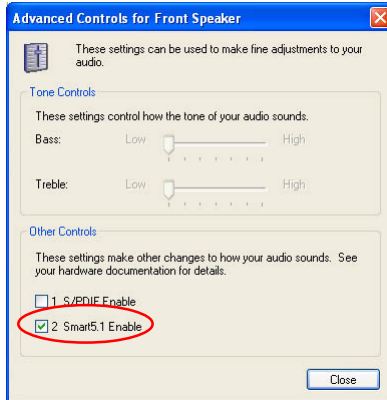 Advanced Controls for Front Speaker
These settings can be used to make fine adjustments to your
audio.
Tone Controls
These settings control how the tone of your audio sounds.
Bass: Low High
Treble: Low High
Other Controls
These settings make other changes to how your audio sounds. See
your hardware documentation for details.
1 S/PDIF Enable
2 Smart5.1 Enable
Close